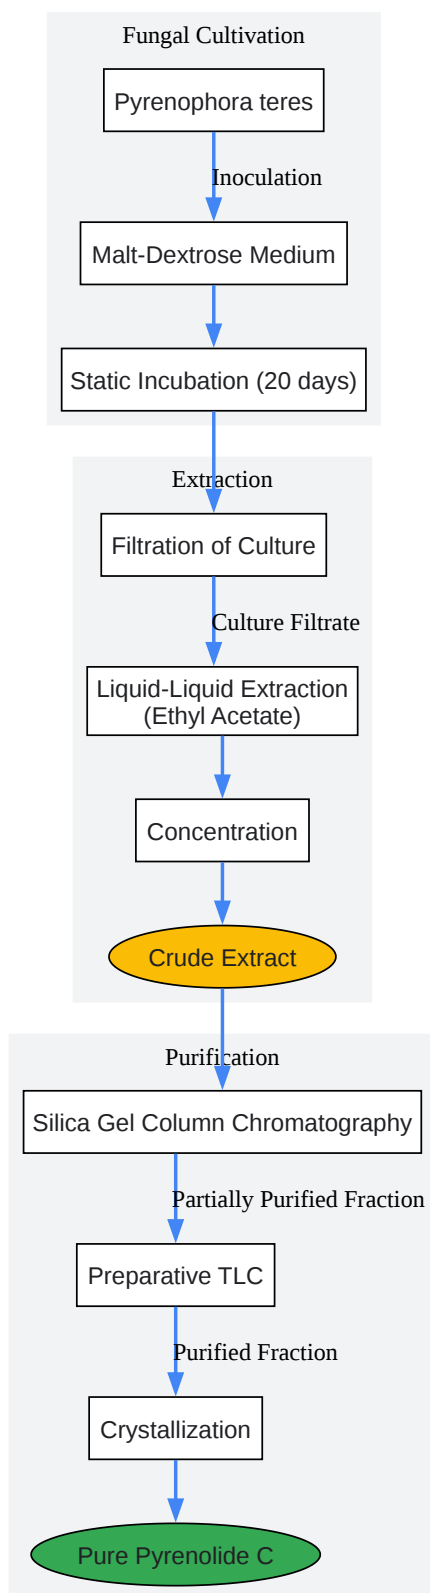 Fungal Cultivation
Pyrenophora teres
Inoculation
Malt-Dextrose Medium
Static Incubation (20 days)
Extraction
Filtration of Culture
Culture Filtrate
Liquid-Liquid Extraction
(Ethyl Acetate)
Concentration
Crude Extract
Purification
Silica Gel Column Chromatography
Partially Purified Fraction
Preparative TLC
Purified Fraction
Crystallization
Pure Pyrenolide C